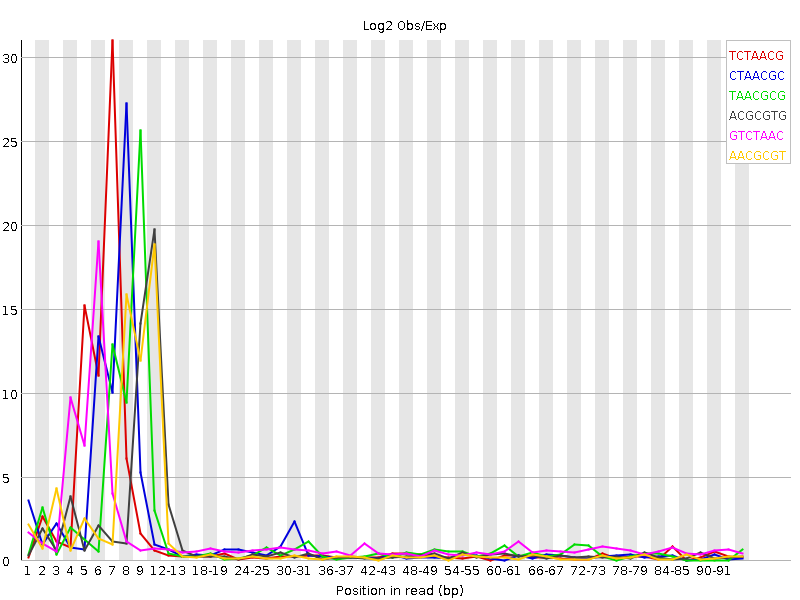 Log2 Obs/Exp
30
25
20
15
10
5
0
TCTAACG
CTAACGC
TAACGCG
ACGCGTG
GTCTAAC
AACGCGT
1 2 3 4 5 6 7 8 9 12-13 18-19 24-25 30-31 36-37 42-43 48-49 54-55 60-61 66-67 72-73 78-79 84-85 90-91
Position in read (bp)